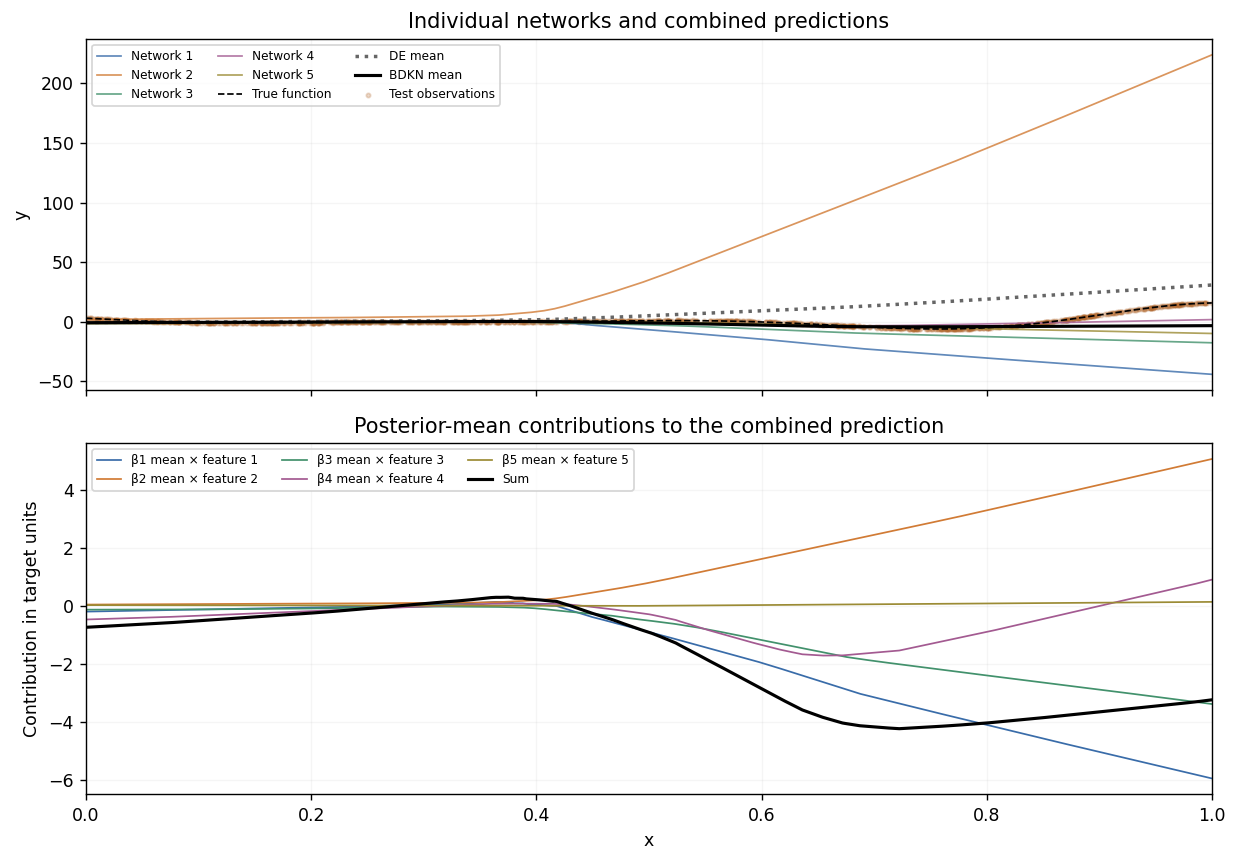 Individual networks and combined predictions
Network 1 Network 4 DE mean
Network 2 Network 5 BDKN mean
Network 3 True function Test observations
200
150
100
50
0
−50
y
Posterior-mean contributions to the combined prediction
β1 mean × feature 1 β3 mean × feature 3 β5 mean × feature 5
β2 mean × feature 2 β4 mean × feature 4 Sum
4
2
0
−2
−4
−6
Contribution in target units
0.0 0.2 0.4 0.6 0.8 1.0
x